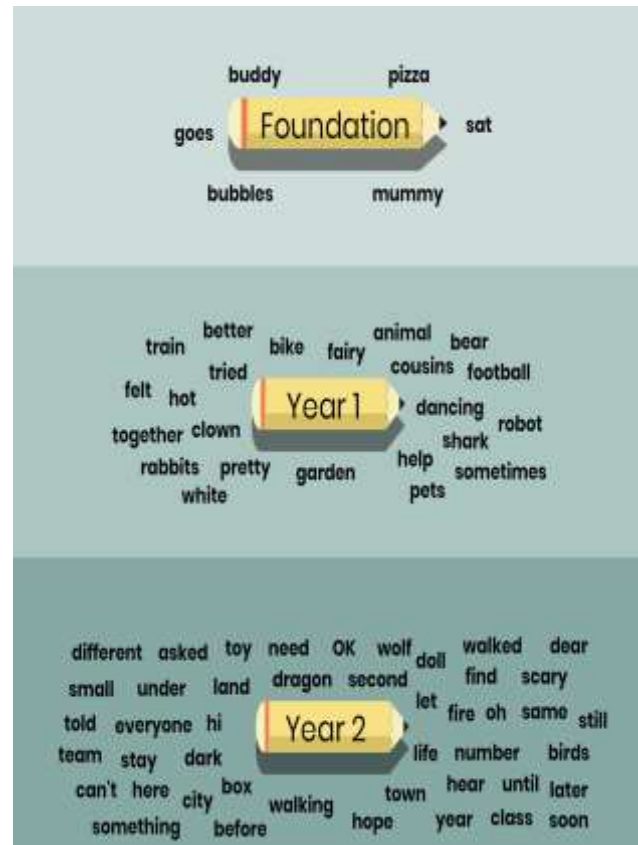 buddy pizza
goes Foundation sat
bubbles mummy
train better bike fairy animal bear
tried cousins football
felt hot Year 1 dancing robot
together clown shark
rabbits pretty garden help sometimes
white pets
different asked toy need OK wolf doll walked dear
small under land dragon second find scary
told everyone hi Year 2 let fire oh same still
team stay dark life number birds
can't here city box walking town hear until later
something before hope year class soon